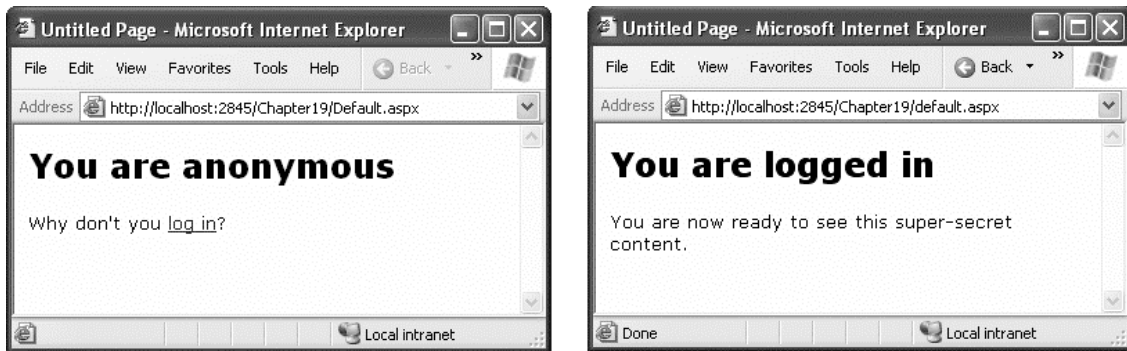 Untitled Page - Microsoft Internet Explorer
File Edit View Favorites Tools Help Back »
Address http://localhost:2845/Chapter19/Default.aspx
You are anonymous
Why don't you log in?
Local intranet
Untitled Page - Microsoft Internet Explorer
File Edit View Favorites Tools Help Back »
Address http://localhost:2845/Chapter19/default.aspx
You are logged in
You are now ready to see this super-secret
content.
Done Local intranet